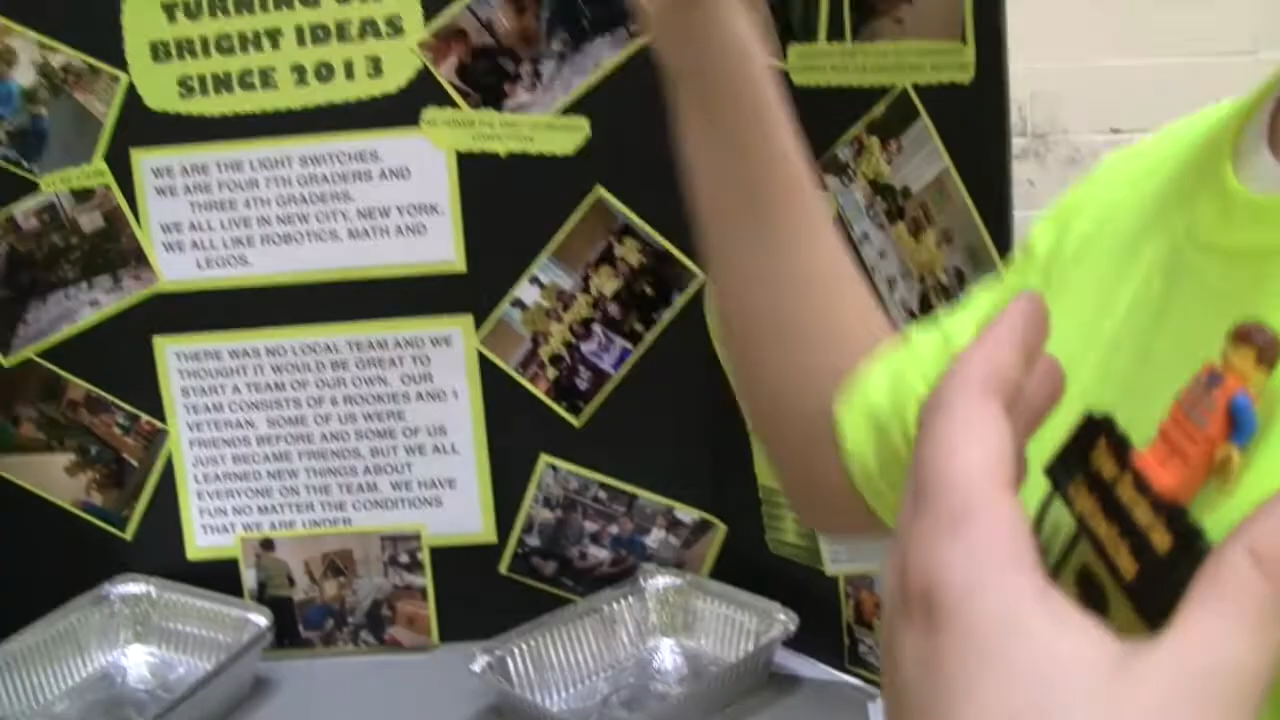 TURNING ON
BRIGHT IDEAS
SINCE 2013
WE ARE THE LIGHT SWITCHES.
WE ARE FOUR 7TH GRADERS AND
THREE 4TH GRADERS.
WE ALL LIVE IN NEW CITY, NEW YORK.
WE ALL LIKE ROBOTICS, MATH AND
LEGOS.
THERE WAS NO LOCAL TEAM AND WE
THOUGHT IT WOULD BE GREAT TO
START A TEAM OF OUR OWN. OUR
TEAM CONSISTS OF 6 ROOKIES AND 1
VETERAN. SOME OF US WERE
FRIENDS BEFORE AND SOME OF US
JUST BECAME FRIENDS, BUT WE ALL
LEARNED NEW THINGS ABOUT
EVERYONE ON THE TEAM. WE HAVE
FUN NO MATTER THE CONDITIONS
THAT WE ARE UNDER